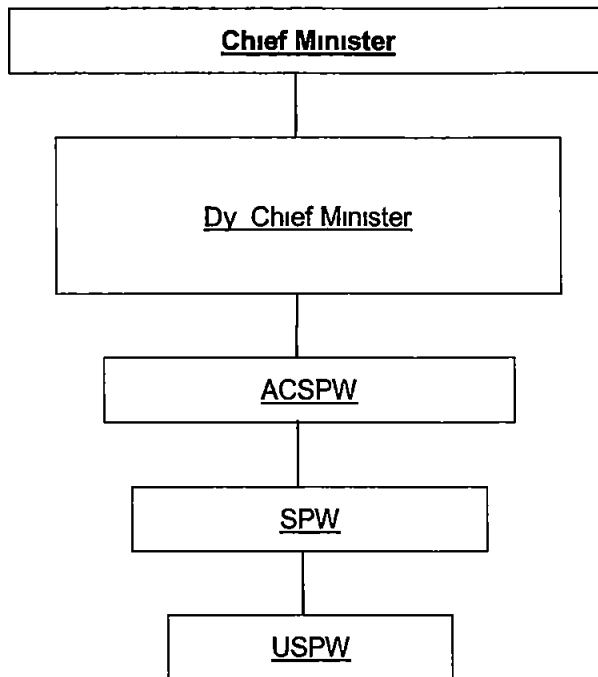 Chief Minister
Dy Chief Minister
ACSPW
SPW
USPW